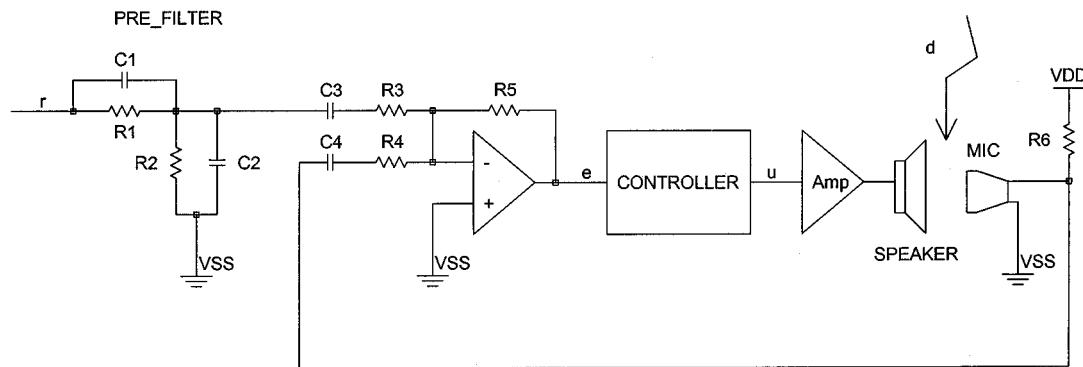 PRE_FILTER
d
C1
VDD
r
C3
R3
R5
R1
R6
C4
R4
MIC
R2
C2
-
e
CONTROLLER
u
Amp
+
SPEAKER
VSS
VSS
VSS